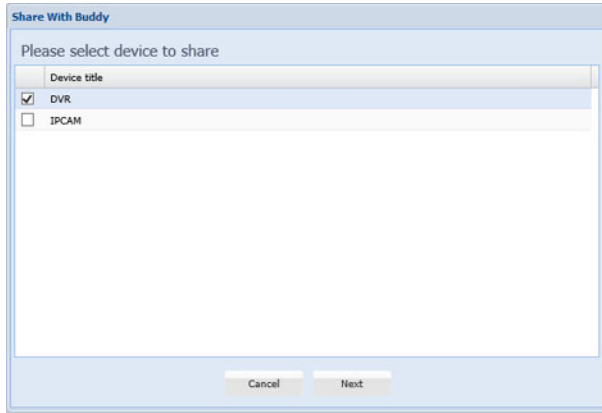 Share With Buddy
Please select device to share
Device title
DVR
IPCAM
Cancel Next